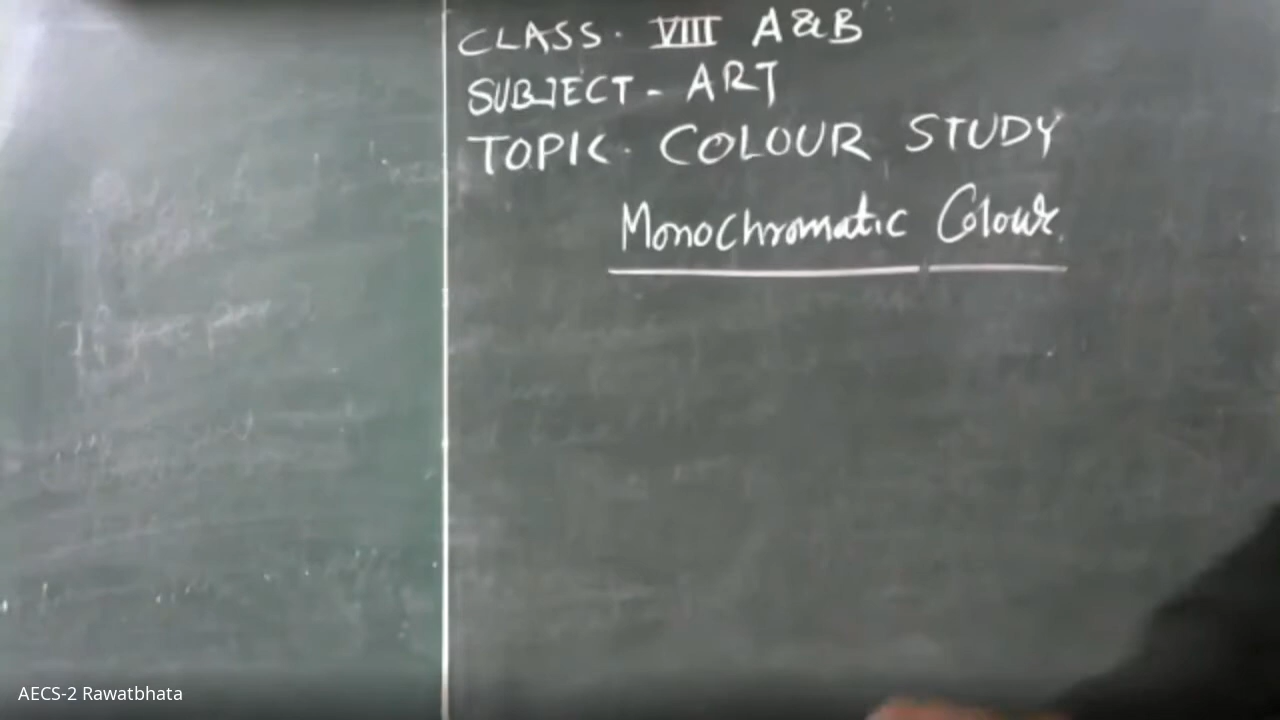 CLASS. VIII A&B
SUBJECT - ART
TOPIC. COLOUR STUDY
Monochromatic Colour.
AECS-2 Rawatbhata